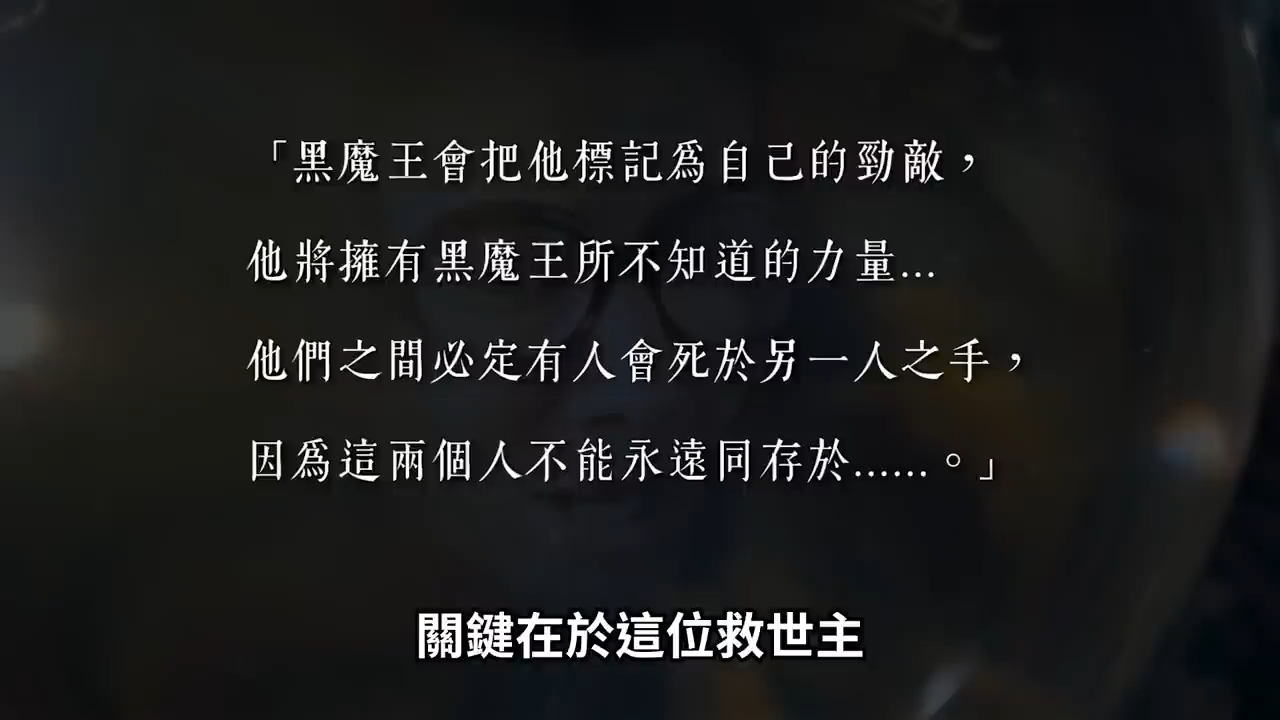 「黑魔王會把他標記爲自己的勁敵，
他將擁有黑魔王所不知道的力量...
他們之間必定有人會死於另一人之手，
因爲這兩個人不能永遠同存於......。」
關鍵在於這位救世主